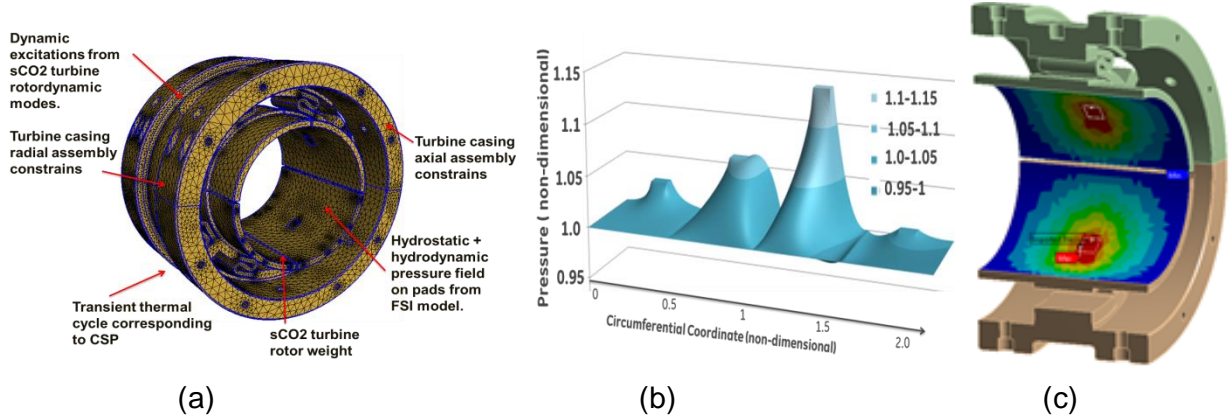 Dynamic
excitations from
sCO2 turbine
rotordynamic
modes.
Turbine casing
radial assembly
constrains
Transient thermal
cycle corresponding
to CSP
sCO2 turbine
rotor weight
Turbine casing
axial assembly
constrains
Hydrostatic +
hydrodynamic
pressure field
on pads from
FSI model.
(a)
Pressure ( non-dimensional)
1.15
1.1
1.05
1.0
0.95
0
0.5
1
1.5
2.0
Circumferential Coordinate (non-dimensional)
1.1-1.15
1.05-1.1
1.0-1.05
0.95-1
(b)
(c)